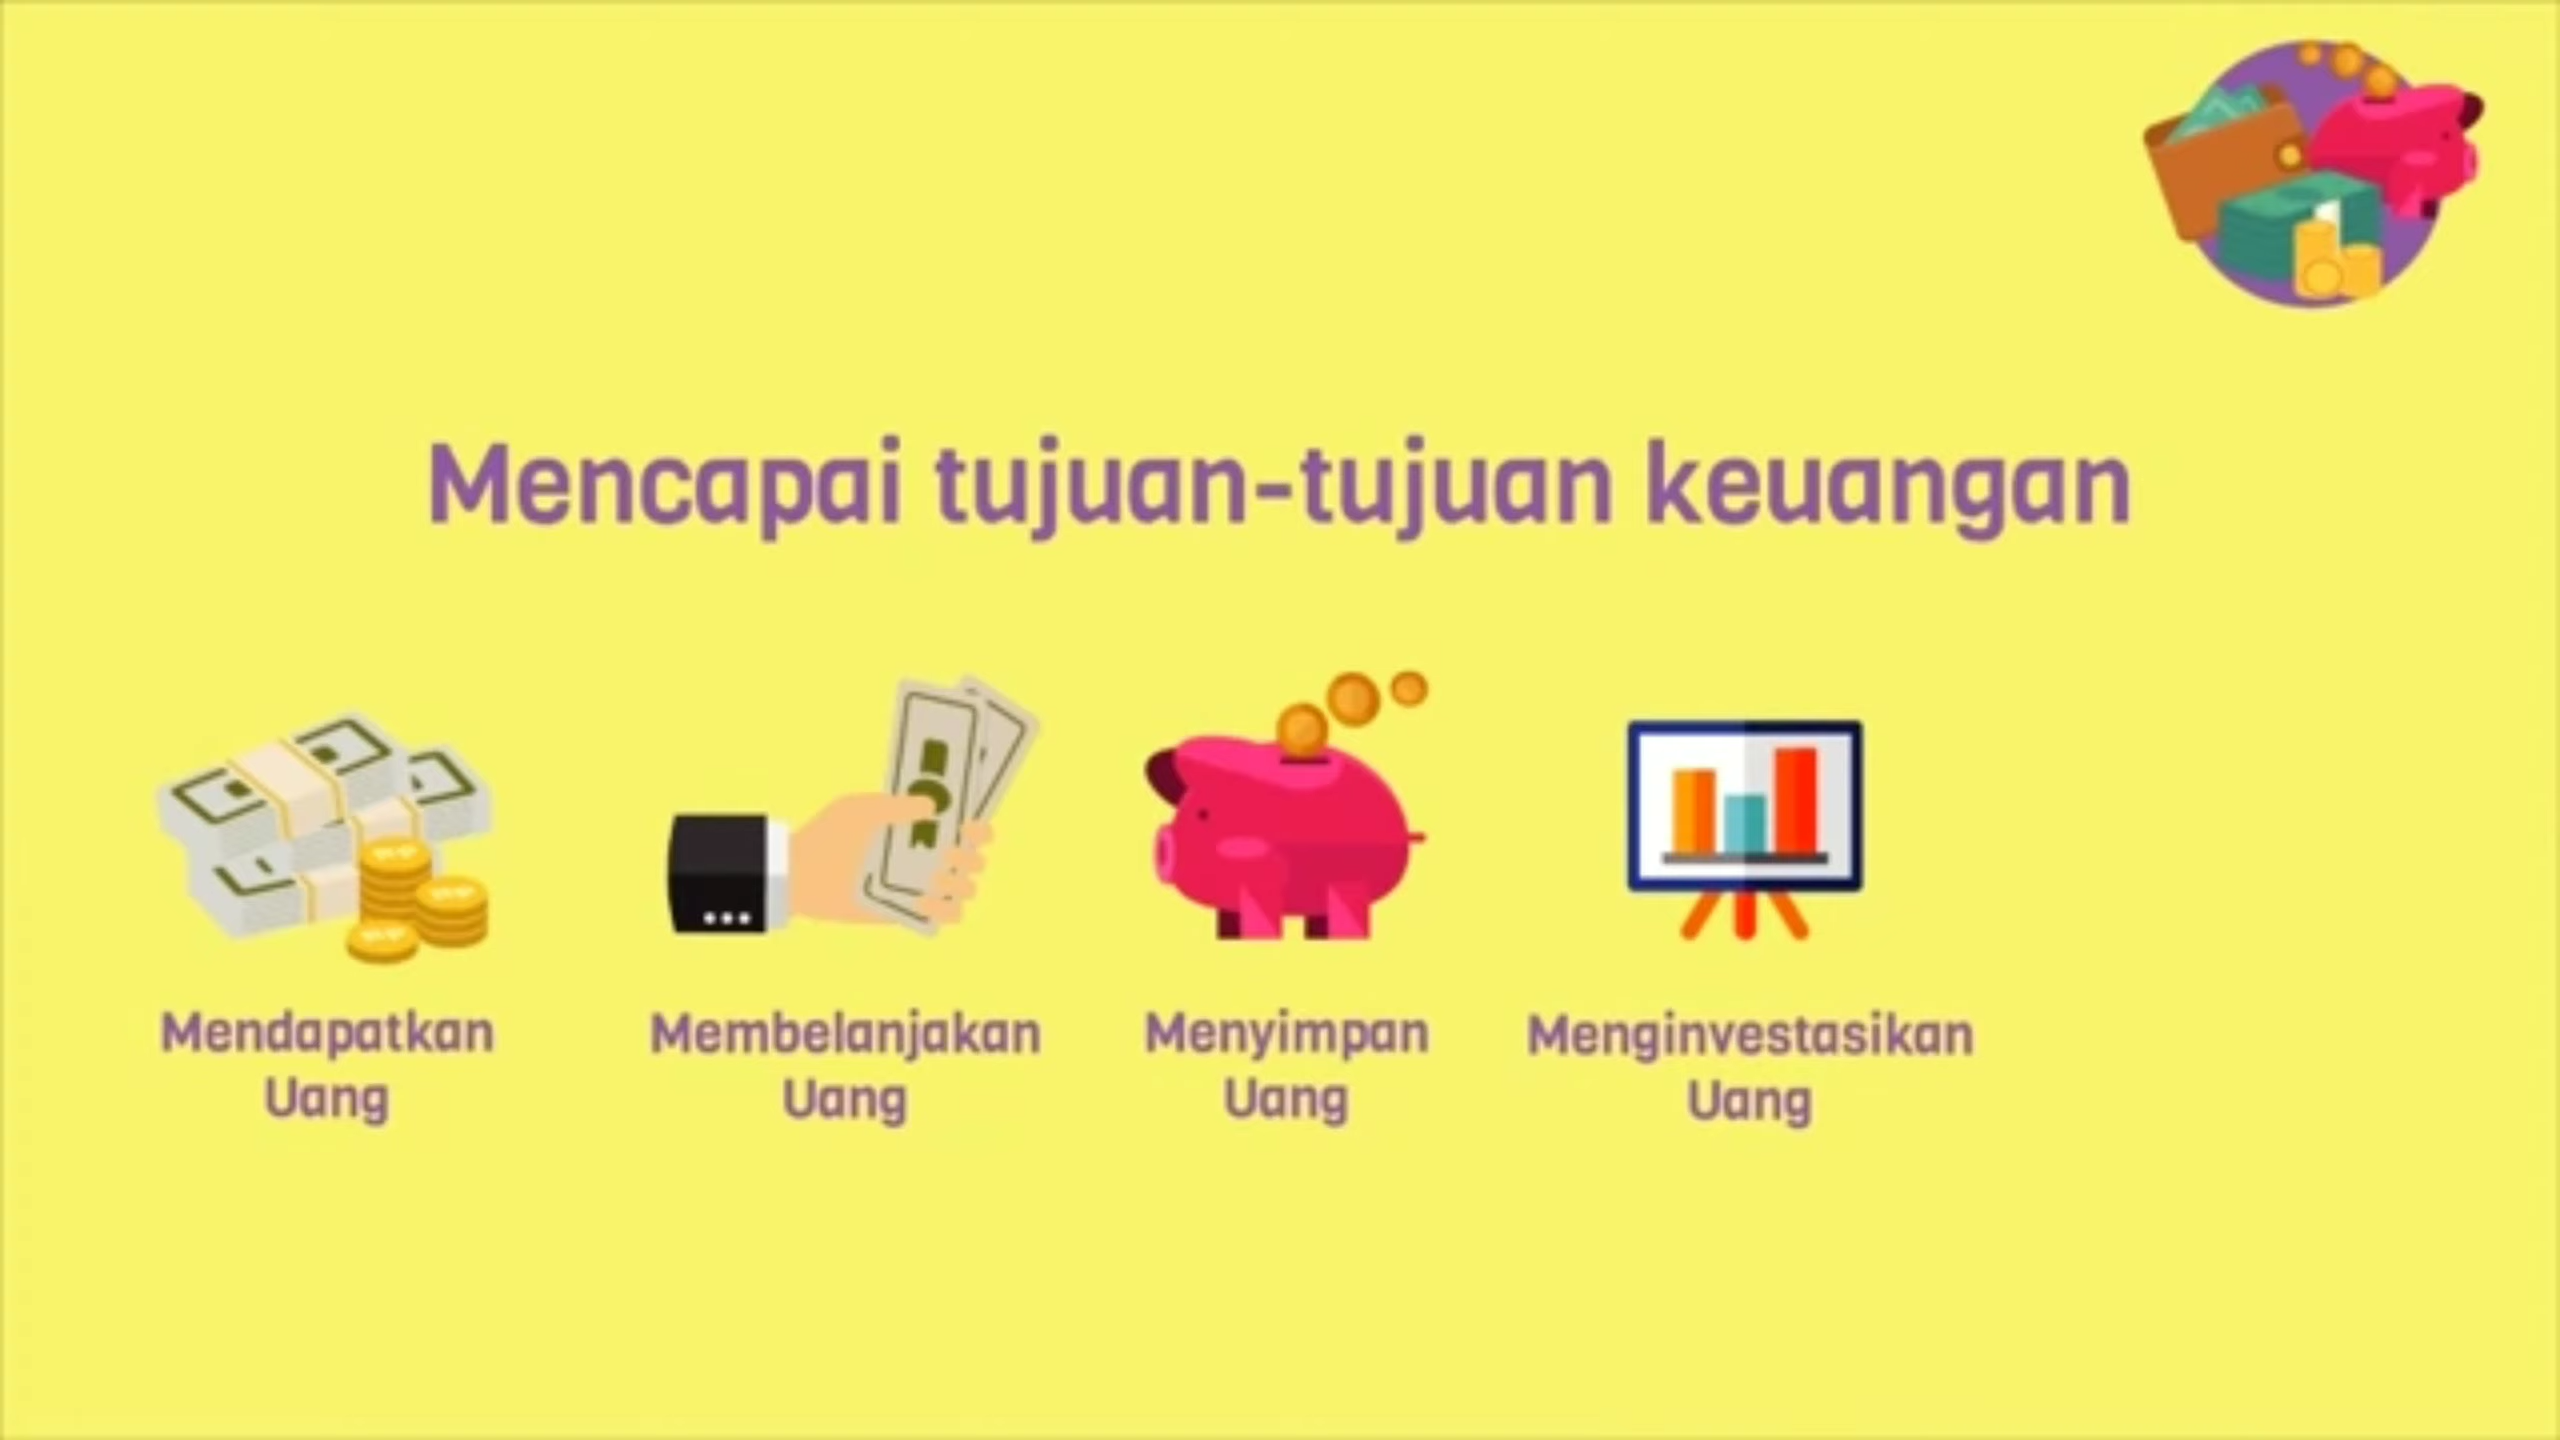 Mencapai tujuan-tujuan keuangan
Mendapatkan
Uang
Membelanjakan
Uang
Menyimpan
Uang
Menginvestasikan
Uang